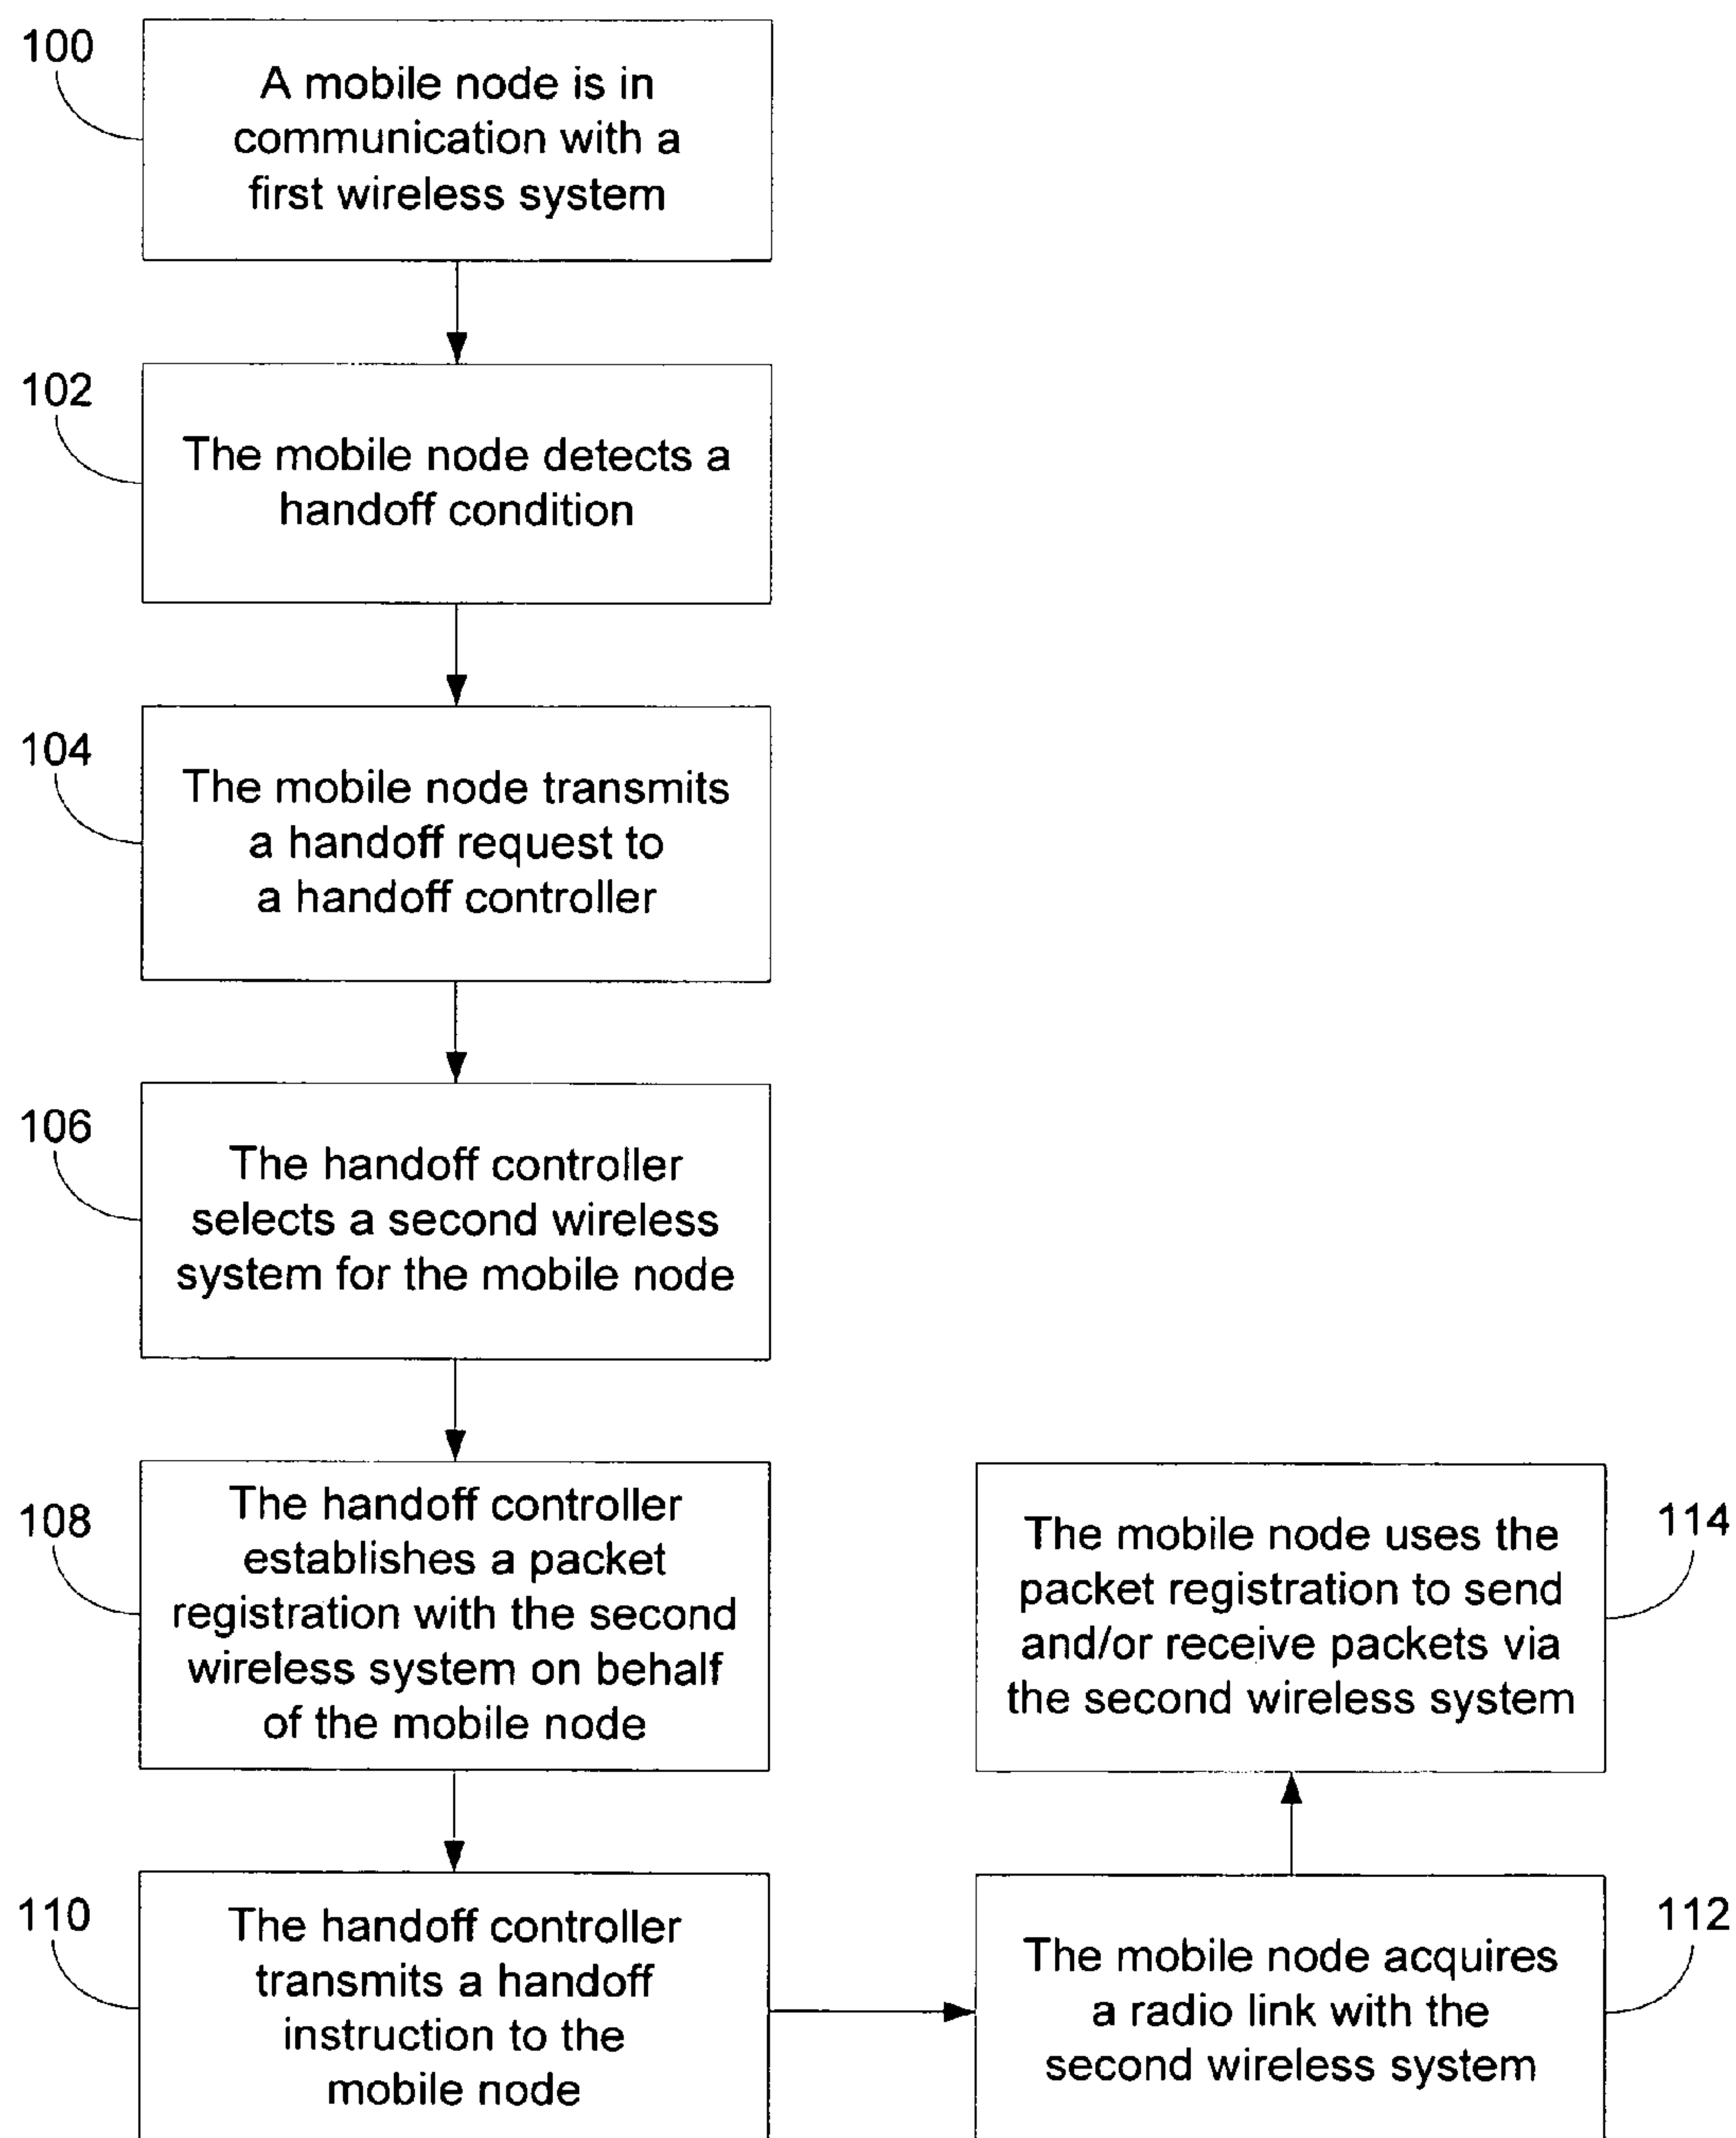 100
A mobile node is in
communication with a
first wireless system
102
The mobile node detects a
handoff condition
104
The mobile node transmits
a handoff request to
a handoff controller
106
The handoff controller
selects a second wireless
system for the mobile node
108
The handoff controller
establishes a packet
registration with the second
wireless system on behalf
of the mobile node
110
The handoff controller
transmits a handoff
instruction to the
mobile node
112
The mobile node acquires
a radio link with the
second wireless system
114
The mobile node uses the
packet registration to send
and/or receive packets via
the second wireless system